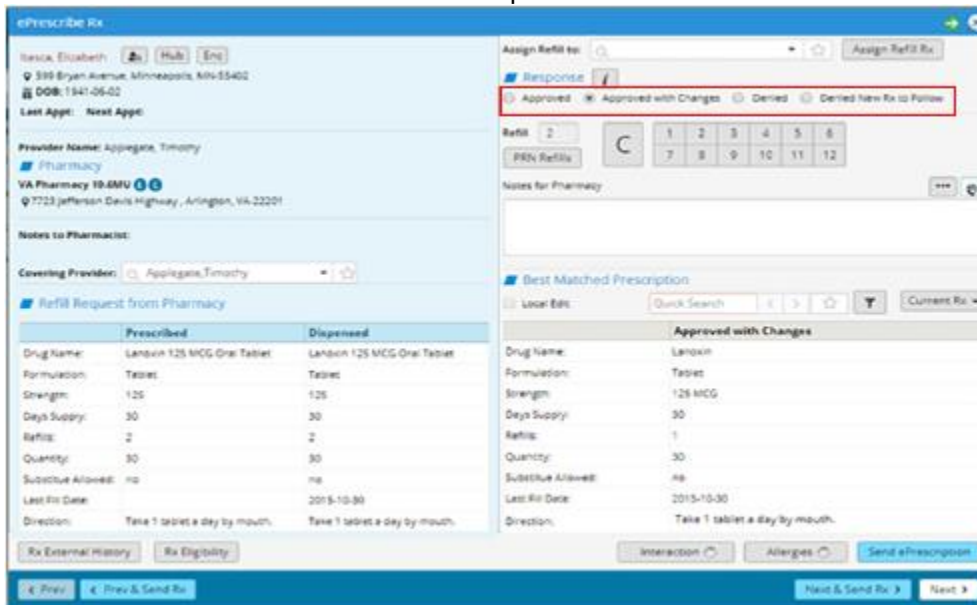 ePrescribe Rx
Itasca, Elizabeth Hub Enc
599 Bryan Avenue, Minneapolis, MN-55402
DOB: 1941-06-02
Last Appt: Next Appt:
Provider Name: Applegate, Timothy
Pharmacy
VA Pharmacy 10.6MU
7723 Jefferson Davis Highway, Arlington, VA-22201
Notes to Pharmacist:
Covering Provider: Applegate,Timothy
Refill Request from Pharmacy
Prescribed Dispensed
Drug Name: Lanoxin 125 MCG Oral Tablet Lanoxin 125 MCG Oral Tablet
Formulation: Tablet Tablet
Strength: 125 125
Days Supply: 30 30
Refills: 2 2
Quantity: 30 30
Substitue Allowed: no no
Last Fill Date: 2015-10-30
Direction: Take 1 tablet a day by mouth. Take 1 tablet a day by mouth.
Rx External History Rx Eligibility
Assign Refill to: Assign Refill Rx
Response i
Approved Approved with Changes Denied Denied New Rx to Follow
Refill 2
PRN Refills
C
1 2 3 4 5 6
7 8 9 10 11 12
Notes for Pharmacy
Best Matched Prescription
Local Edit Quick Search Current Rx
Approved with Changes
Drug Name: Lanoxin
Formulation: Tablet
Strength: 125 MCG
Days Supply: 30
Refills: 1
Quantity: 30
Substitue Allowed: no
Last Fill Date: 2015-10-30
Direction: Take 1 tablet a day by mouth.
Interaction Allergies Send ePrescription
Prev Prev & Send Rx Next & Send Rx Next